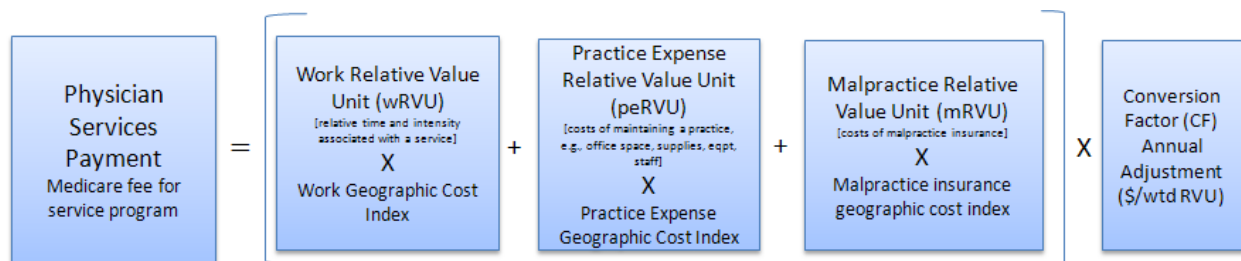 Physician
Services
Payment
Medicare fee for
service program
=
Work Relative Value
Unit (wRVU)
[relative time and intensity
associated with a service]
X
Work Geographic Cost
Index
+
Practice Expense
Relative Value Unit
(peRVU)
[costs of maintaining a practice,
e.g., office space, supplies, eqpt,
staff]
X
Practice Expense
Geographic Cost Index
+
Malpractice Relative
Value Unit (mRVU)
[costs of malpractice insurance]
X
Malpractice insurance
geographic cost index
X
Conversion
Factor (CF)
Annual
Adjustment
($/wtd RVU)